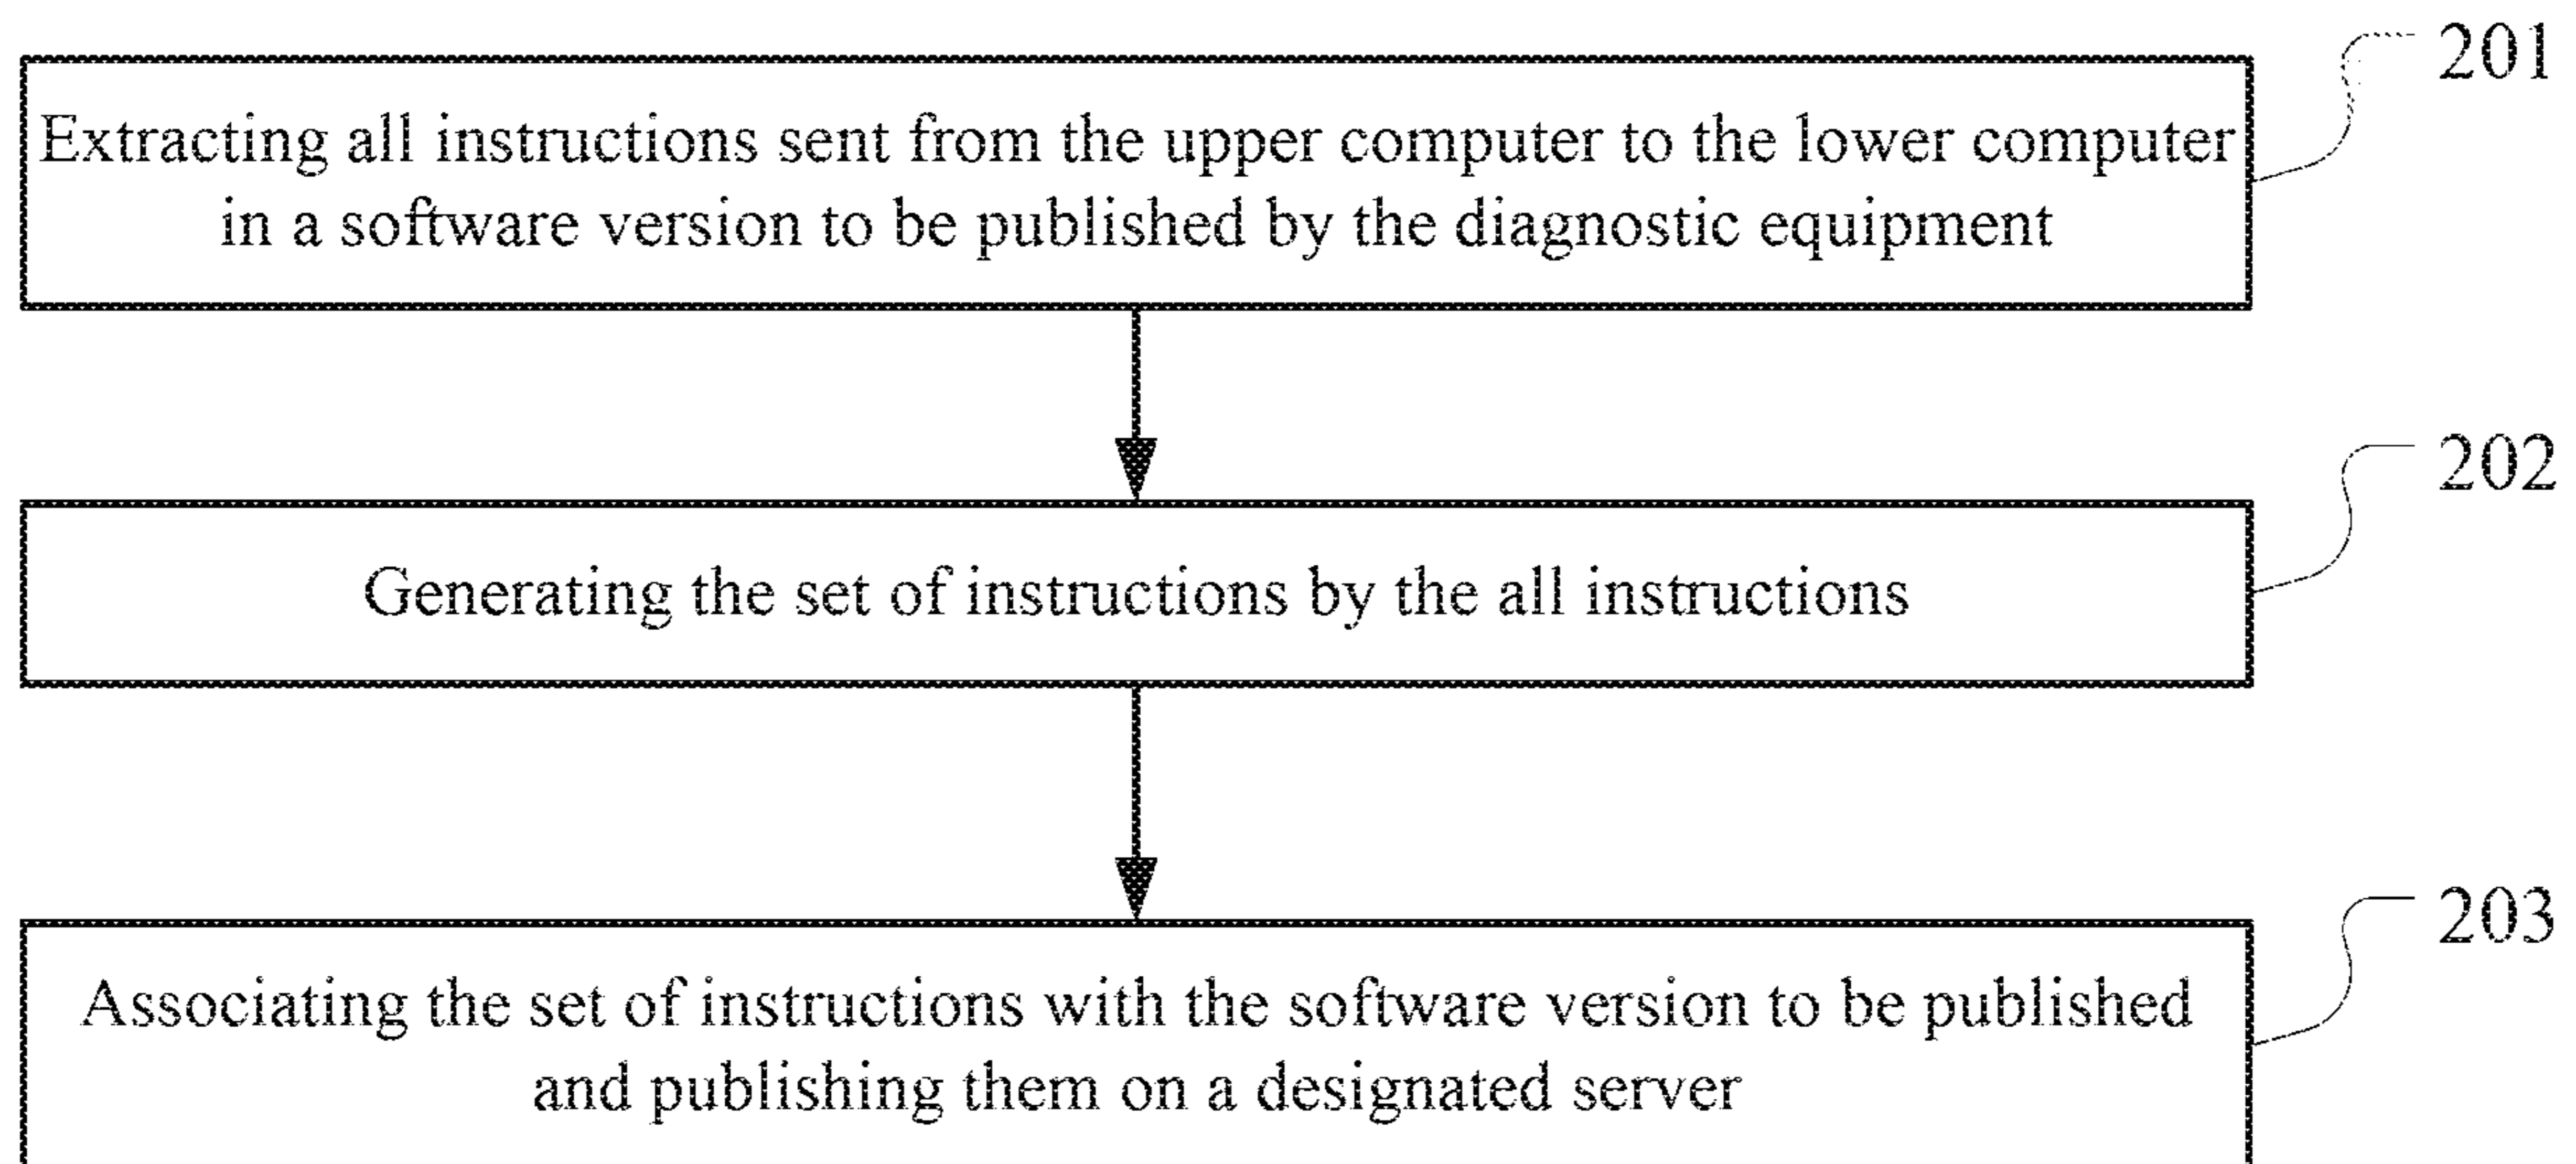 201
Extracting all instructions sent from the upper computer to the lower computer
in a software version to be published by the diagnostic equipment
202
Generating the set of instructions by the all instructions
203
Associating the set of instructions with the software version to be published
and publishing them on a designated server